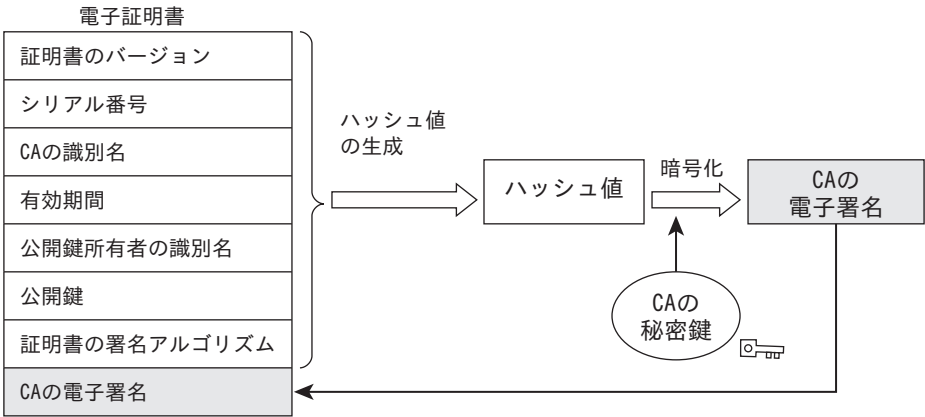 電子証明書
証明書のバージョン
シリアル番号
CAの識別名
有効期間
公開鍵所有者の識別名
公開鍵
証明書の署名アルゴリズム
CAの電子署名
ハッシュ値
の生成
ハッシュ値
暗号化
CAの
秘密鍵
CAの
電子署名